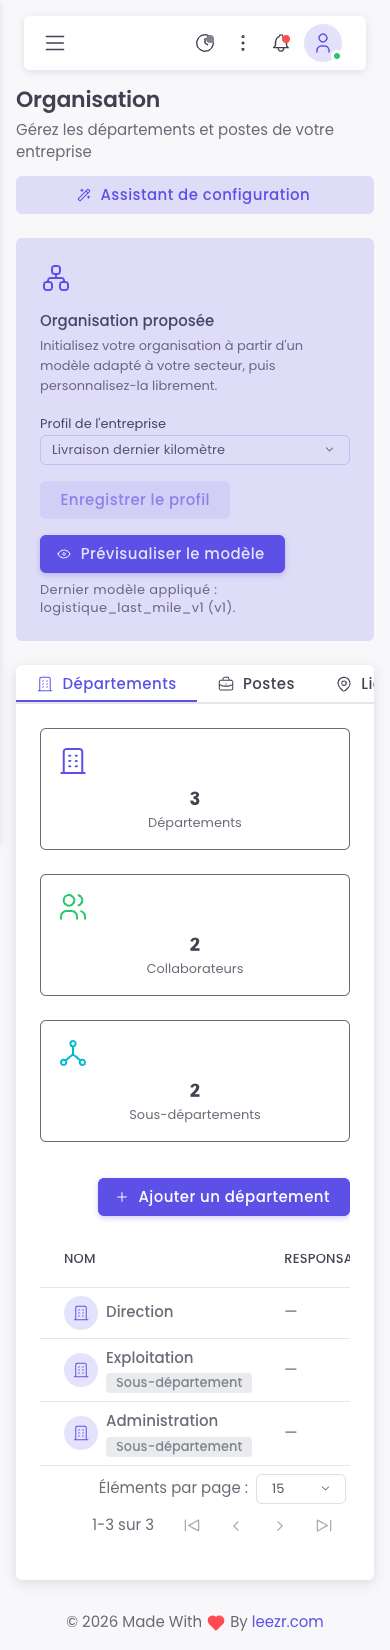 Organisation
Gérez les départements et postes de votre
entreprise
Assistant de configuration
Organisation proposée
Initialisez votre organisation à partir d'un
modèle adapté à votre secteur, puis
personnalisez-la librement.
Profil de l'entreprise
Livraison dernier kilomètre
Enregistrer le profil
Prévisualiser le modèle
Dernier modèle appliqué :
logistique_last_mile_v1 (v1).
Départements Postes
3
Départements
2
Collaborateurs
2
Sous-départements
Ajouter un département
NOM
Direction —
Exploitation —
Sous-département
Administration —
Sous-département
Éléments par page : 15
1-3 sur 3
© 2026 Made With By leezr.com